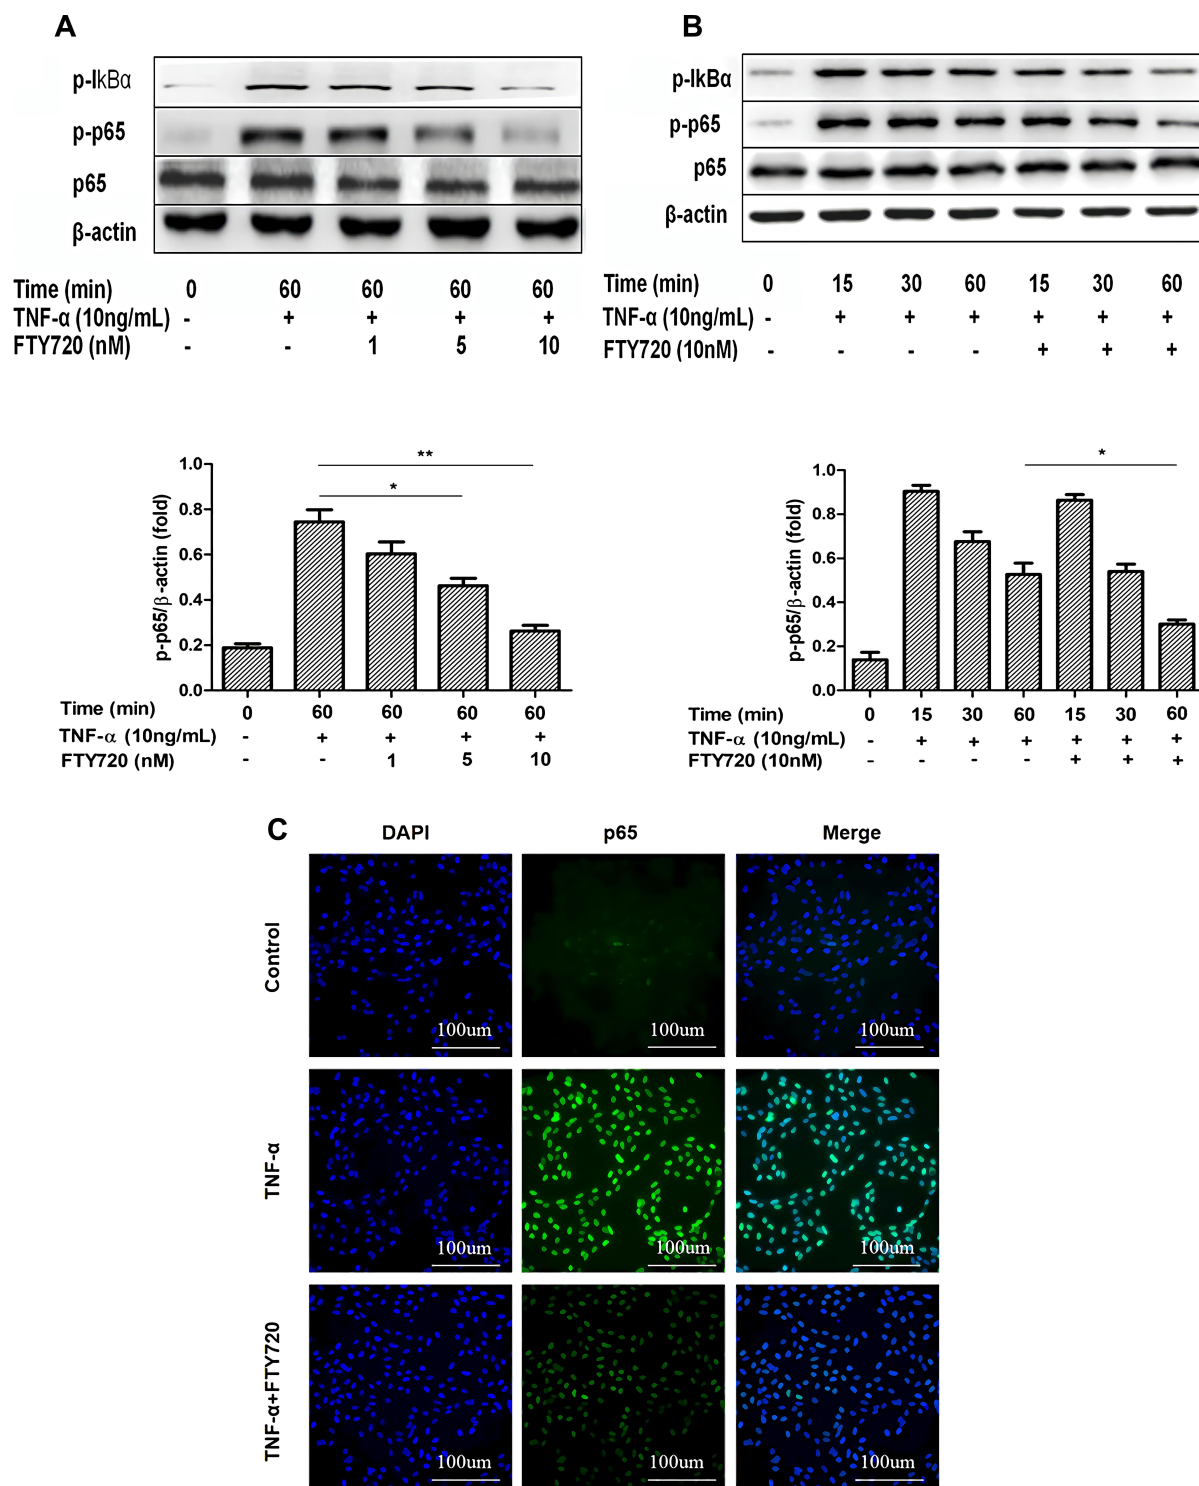 A
p-IkBα
p-p65
p65
β-actin
Time (min) 0 60 60 60 60
TNF-α (10ng/mL) - + + + +
FTY720 (nM) - - 1 5 10
B
p-IkBα
p-p65
p65
β-actin
Time (min) 0 15 30 60 15 30 60
TNF-α (10ng/mL) - + + + + + +
FTY720 (10nM) - - - - + + +
p-p65/β-actin (fold)
1.0
0.8
0.6
0.4
0.2
0.0
**
*
Time (min) 0 60 60 60 60
TNF-α (10ng/mL) - + + + +
FTY720 (nM) - - 1 5 10
p-p65/β-actin (fold)
1.0
0.8
0.6
0.4
0.2
0.0
*
Time (min) 0 15 30 60 15 30 60
TNF-α (10ng/mL) - + + + + + +
FTY720 (10nM) - - - - + + +
C
DAPI p65 Merge
Control
100um 100um 100um
TNF-α
100um 100um 100um
TNF-α+FTY720
100um 100um 100um